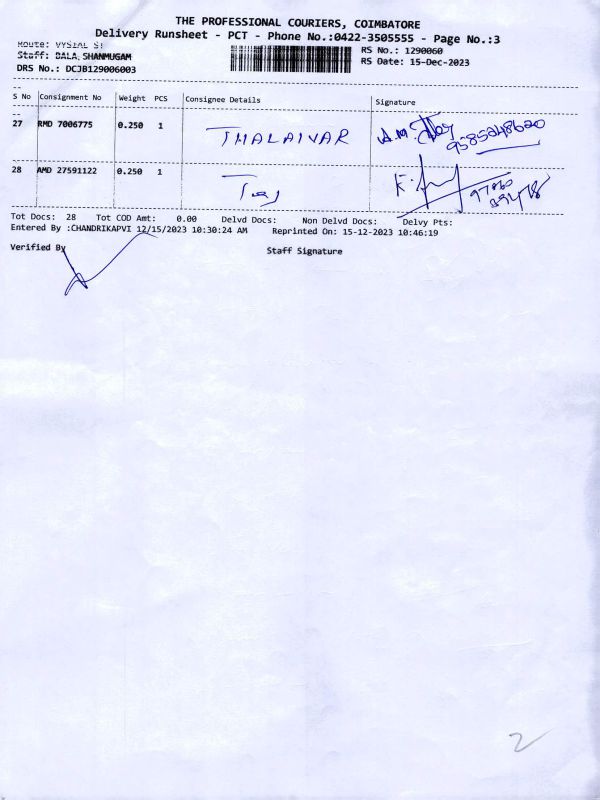 THE PROFESSIONAL COURIERS, COIMBATORE
Delivery Runsheet - PCT - Phone No.:0422-3505555 - Page No.:3
Route: VYSIAL ST
RS No.: 1290060
Staff: BALA, SHANMUGAM
RS Date: 15-Dec-2023
DRS No.: DCJB129006003
S No Consignment No Weight PCS Consignee Details Signature
27 RMD 7006775 0.250 1 THALAIVAR 9585248620
28 AMD 27591122 0.250 1
Tot Docs: 28 Tot COD Amt: 0.00 Delvd Docs: Non Delvd Docs: Delvy Pts:
Entered By :CHANDRIKAPVI 12/15/2023 10:30:24 AM Reprinted On: 15-12-2023 10:46:19
Verified By Staff Signature
2